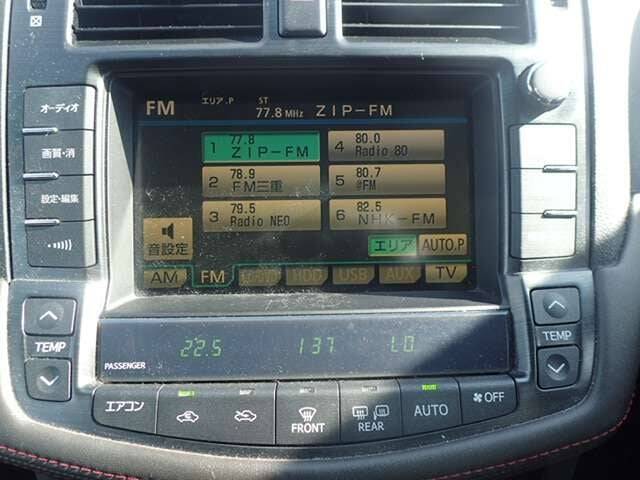 FM エリア.P ST 77.8 MHz ZIP-FM
オーディオ
画質・消
設定・編集
1 77.8 ZIP-FM
4 80.0 Radio 80
2 78.9 FM三重
5 80.7 @FM
3 79.5 Radio NEO
6 82.5 NHK-FM
音設定
エリア AUTO.P
AM FM HDD USB AUX TV
TEMP
TEMP
22.5 1:37 LO
PASSENGER
エアコン
FRONT
REAR
AUTO
OFF